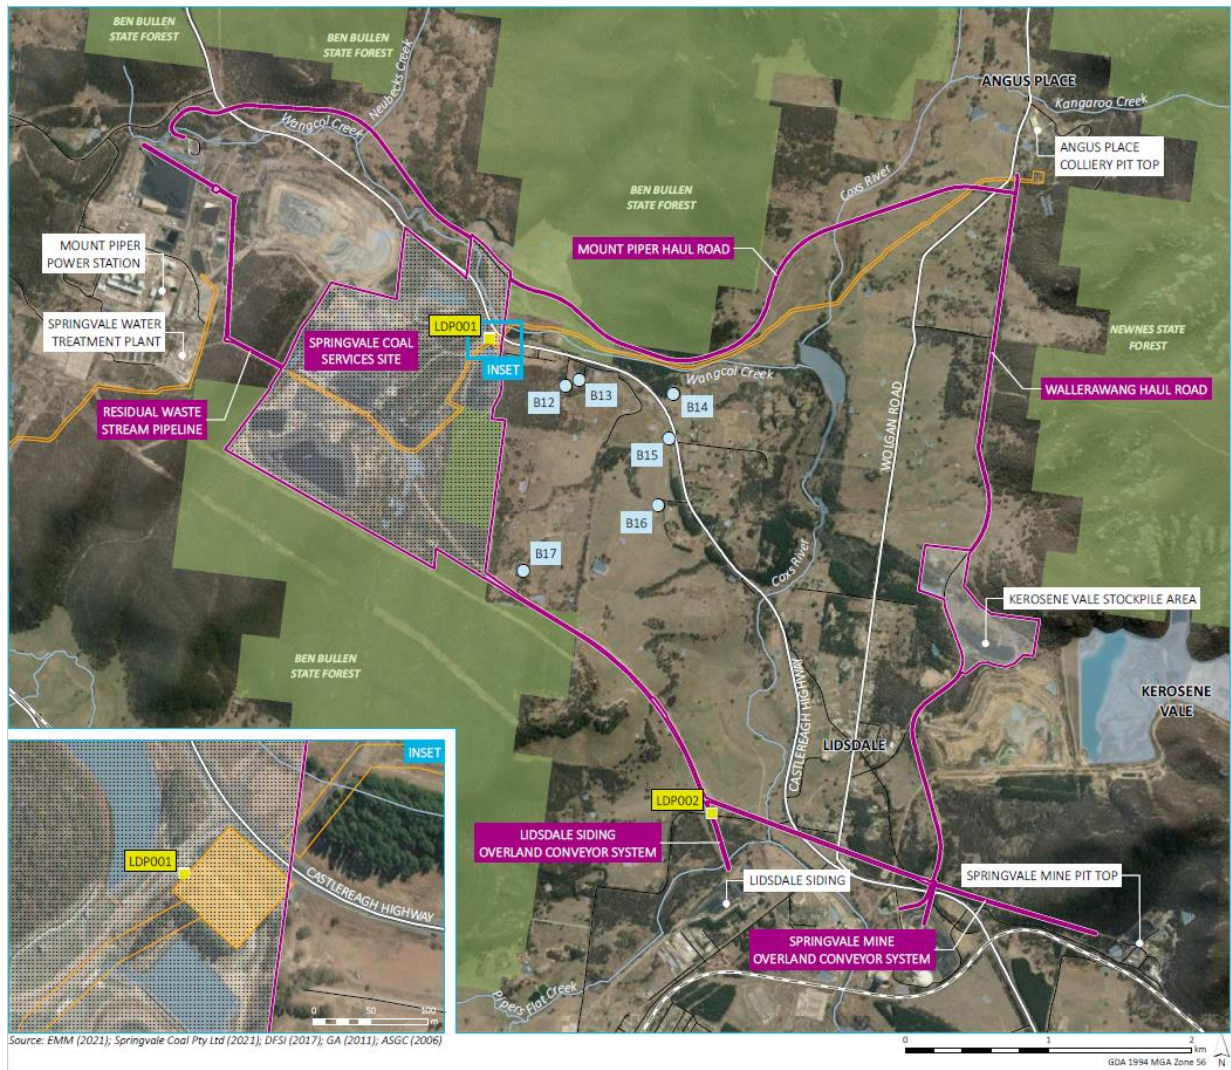 BEN BULLEN
STATE FOREST
BEN BULLEN
STATE FOREST
Neubecks Creek
Wangcol Creek
ANGUS PLACE
Kangaroo Creek
ANGUS PLACE
COLLIERY PIT TOP
Coxs River
BEN BULLEN
STATE FOREST
MOUNT PIPER HAUL ROAD
MOUNT PIPER
POWER STATION
SPRINGVALE WATER
TREATMENT PLANT
LDP001
SPRINGVALE COAL
SERVICES SITE
INSET
NEWNES STATE
FOREST
RESIDUAL WASTE
STREAM PIPELINE
Wangcol Creek
WALLERAWANG HAUL ROAD
B12
B13
B14
B15
B16
B17
WOLGAN ROAD
Coxs River
KEROSENE VALE STOCKPILE AREA
BEN BULLEN
STATE FOREST
CASTLEREAGH HIGHWAY
KEROSENE
VALE
LIDSDALE
LDP002
LIDSDALE SIDING
OVERLAND CONVEYOR SYSTEM
LIDSDALE SIDING
SPRINGVALE MINE PIT TOP
SPRINGVALE MINE
OVERLAND CONVEYOR SYSTEM
Pipers Flat Creek
INSET
LDP001
CASTLEREAGH HIGHWAY
0 50 100
m
Source: EMM (2021); Springvale Coal Pty Ltd (2021); DFSI (2017); GA (2011); ASGC (2006)
0 1 2
km
GDA 1994 MGA Zone 56
N